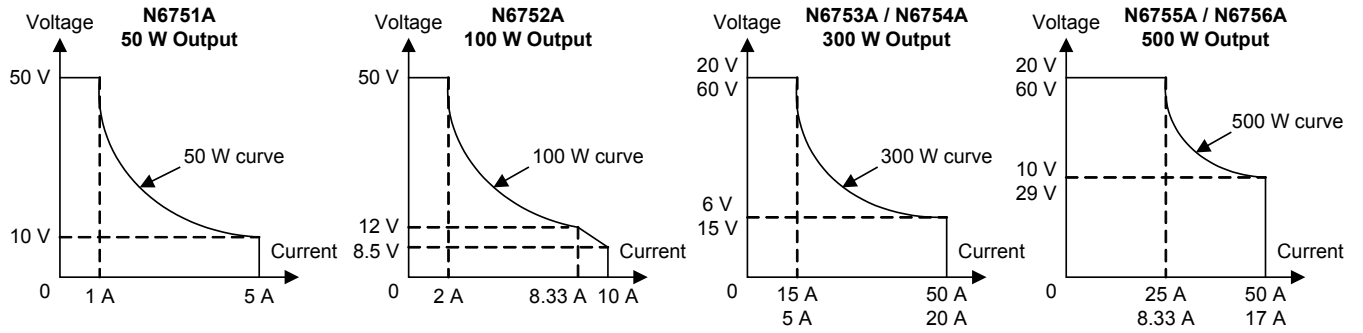 Voltage
N6751A
50 W Output
50 V
50 W curve
10 V
Current
0
1 A
5 A
Voltage
N6752A
100 W Output
50 V
100 W curve
12 V
8.5 V
Current
0
2 A
8.33 A
10 A
Voltage
N6753A / N6754A
300 W Output
20 V
60 V
300 W curve
6 V
15 V
Current
0
15 A
50 A
5 A
20 A
Voltage
N6755A / N6756A
500 W Output
20 V
60 V
500 W curve
10 V
29 V
Current
0
25 A
50 A
8.33 A
17 A